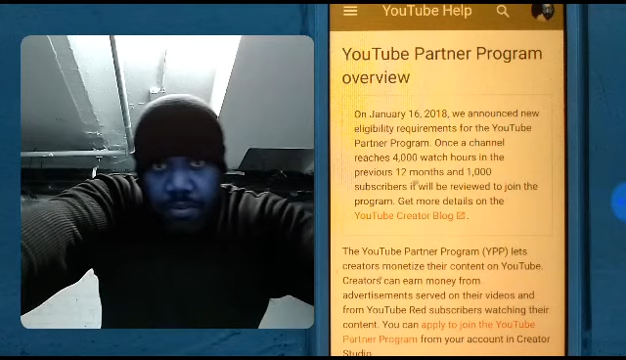 YouTube Help
YouTube Partner Program
overview
On January 16, 2018, we announced new
eligibility requirements for the YouTube
Partner Program. Once a channel
reaches 4,000 watch hours in the
previous 12 months and 1,000
subscribers it will be reviewed to join the
program. Get more details on the
YouTube Creator Blog
.
The YouTube Partner Program (YPP) lets
creators monetize their content on YouTube.
Creators can earn money from
advertisements served on their videos and
from YouTube Red subscribers watching their
content. You can apply to join the YouTube
Partner Program from your account in Creator
Studio.